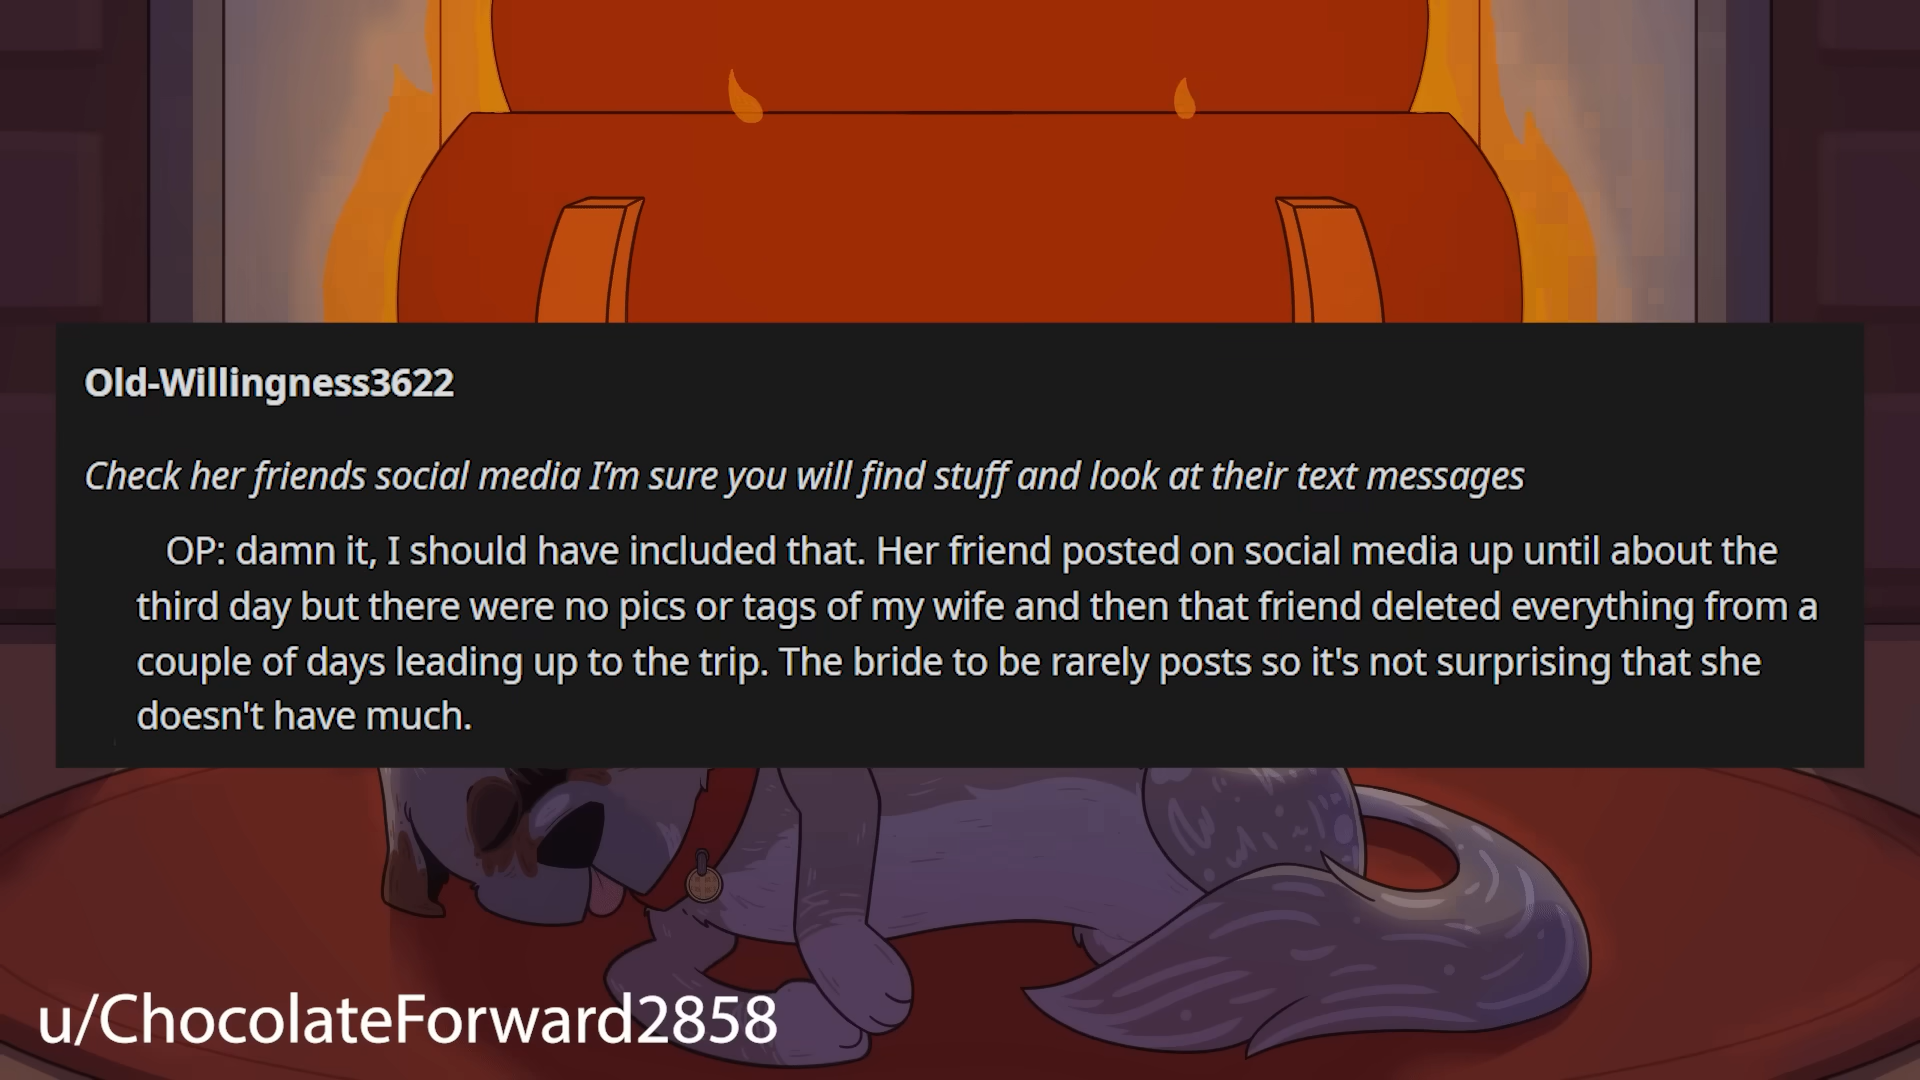 Old-Willingness3622
Check her friends social media I’m sure you will find stuff and look at their text messages
OP: damn it, I should have included that. Her friend posted on social media up until about the
third day but there were no pics or tags of my wife and then that friend deleted everything from a
couple of days leading up to the trip. The bride to be rarely posts so it's not surprising that she
doesn't have much.
u/ChocolateForward2858